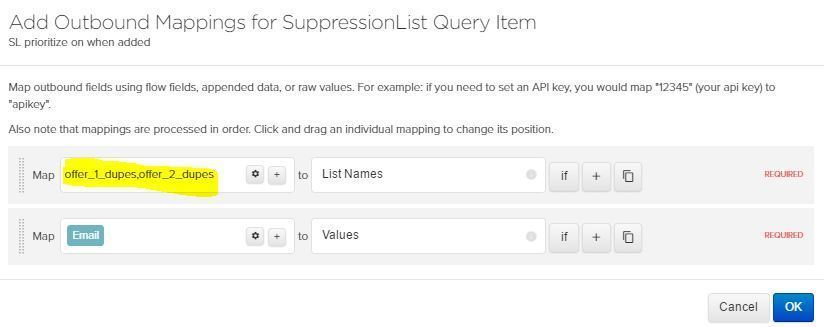 Add Outbound Mappings for SuppressionList Query Item
SL prioritize on when added
Map outbound fields using flow fields, appended data, or raw values. For example: if you need to set an API key, you would map "12345" (your api key) to
"apikey".
Also note that mappings are processed in order. Click and drag an individual mapping to change its position.
Map offer_1_dupes,offer_2_dupes + to List Names if + REQUIRED
Map Email + to Values if + REQUIRED
Cancel OK